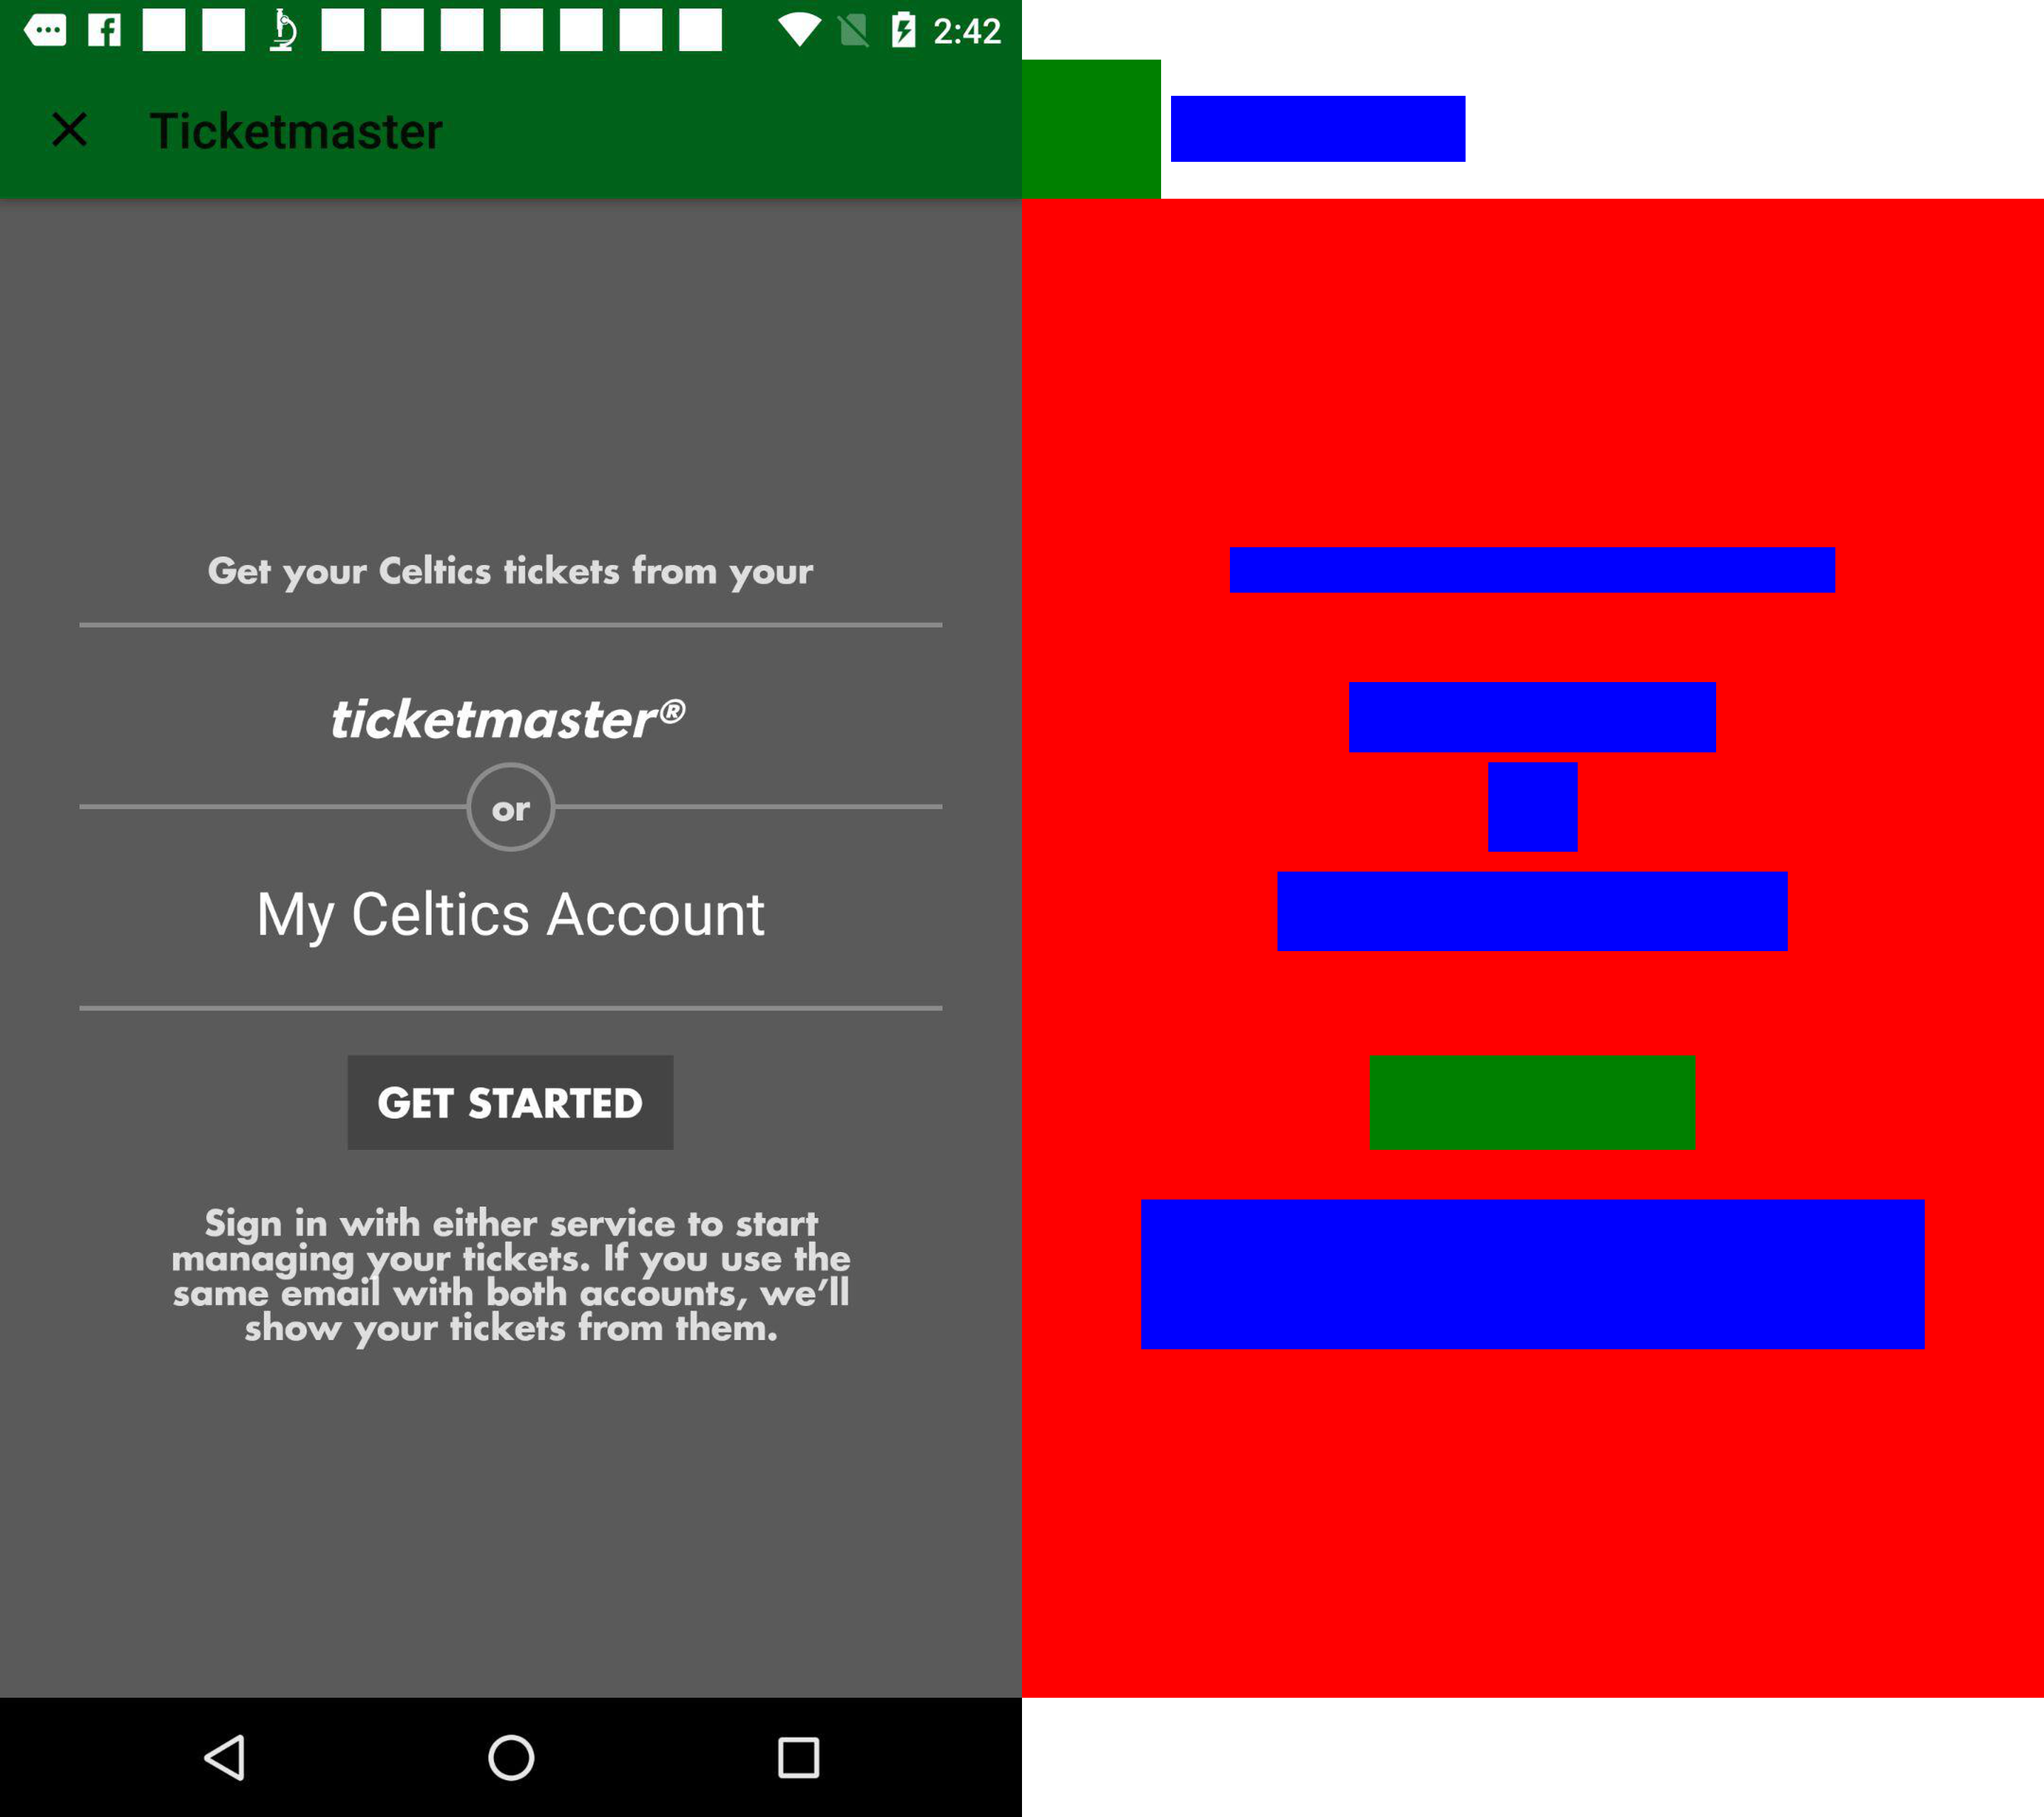 2:42
Ticketmaster
Get your Celtics tickets from your
ticketmaster®
or
My Celtics Account
GET STARTED
Sign in with either service to start
managing your tickets. If you use the
same email with both accounts, we'll
show your tickets from them.